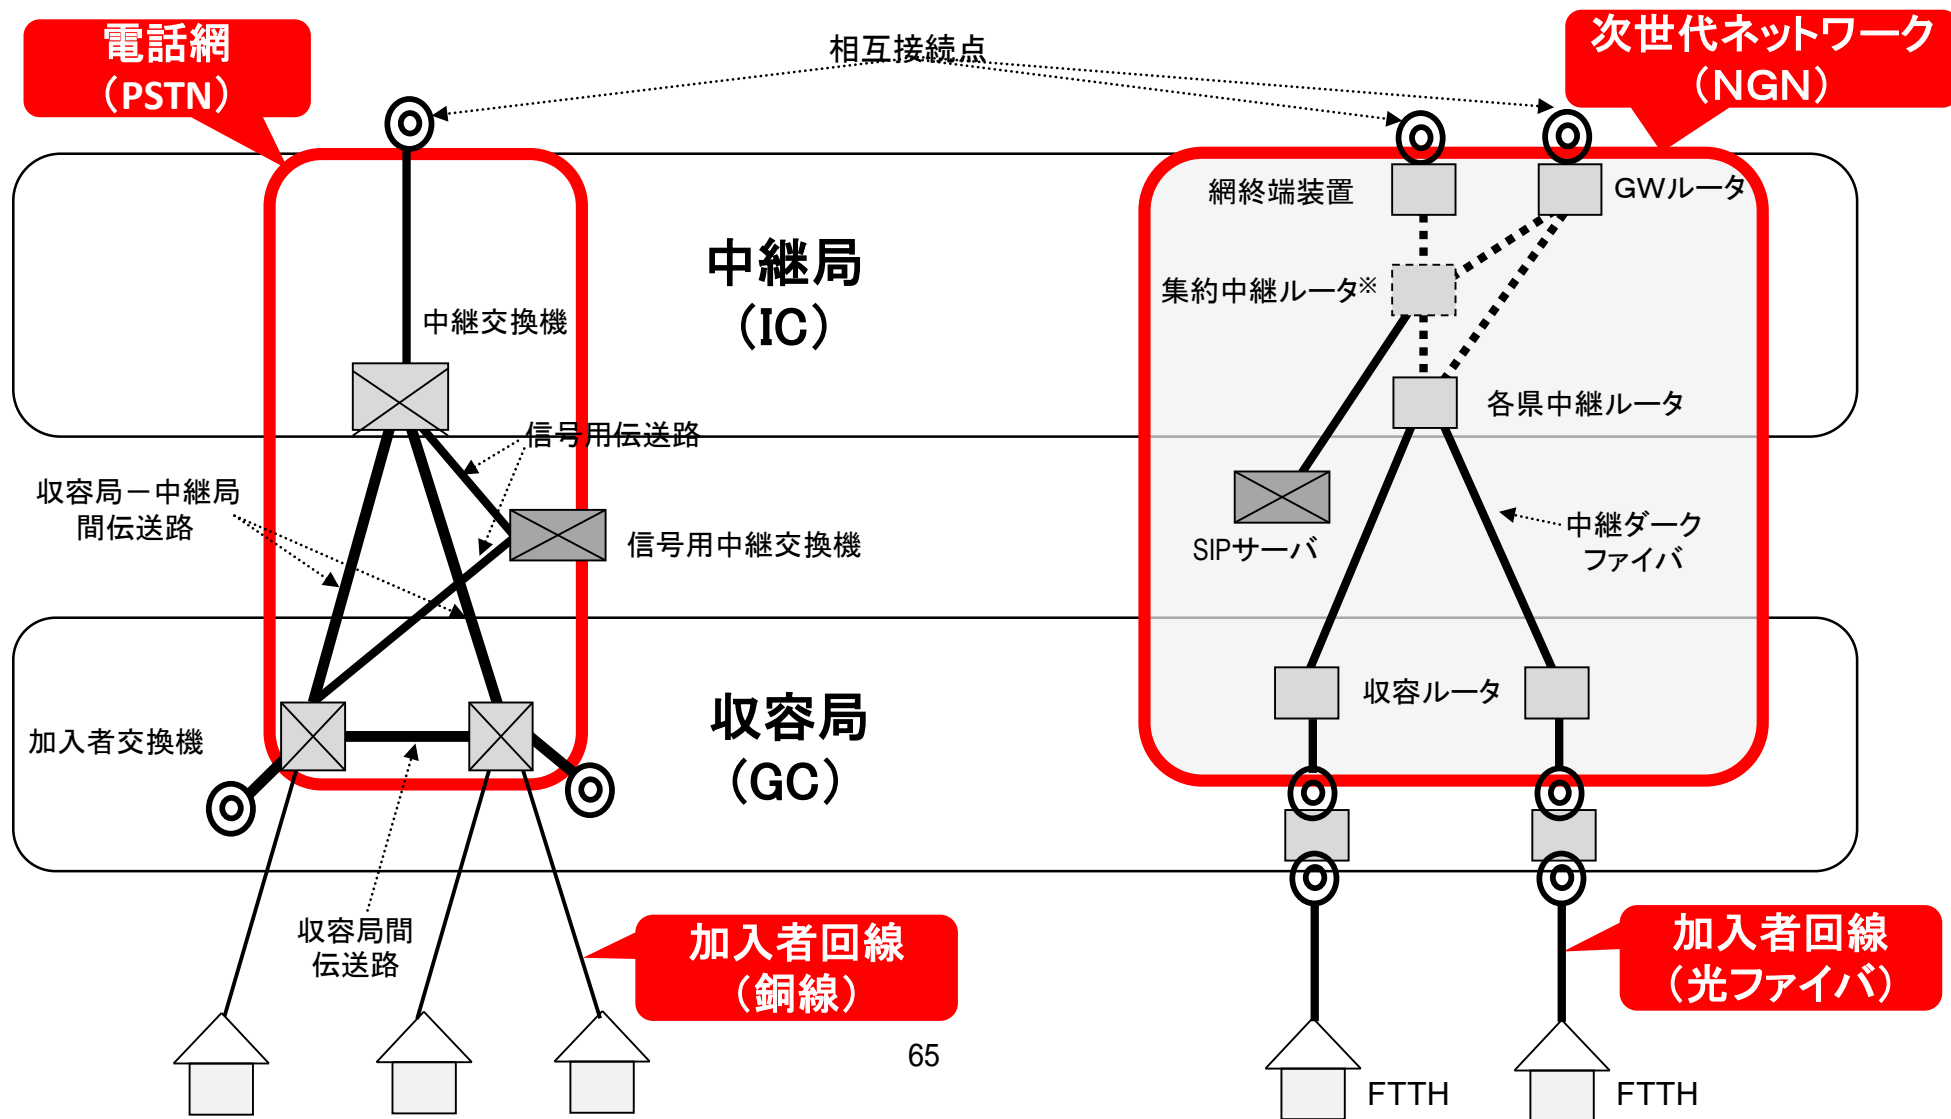 電話網
（PSTN）
相互接続点
次世代ネットワーク
（NGN）
網終端装置
GWルータ
中継局
（IC）
集約中継ルータ※
中継交換機
各県中継ルータ
信号用伝送路
収容局－中継局
間伝送路
信号用中継交換機
SIPサーバ
中継ダーク
ファイバ
収容局
（GC）
収容ルータ
加入者交換機
収容局間
伝送路
加入者回線
（銅線）
加入者回線
（光ファイバ）
65
FTTH
FTTH